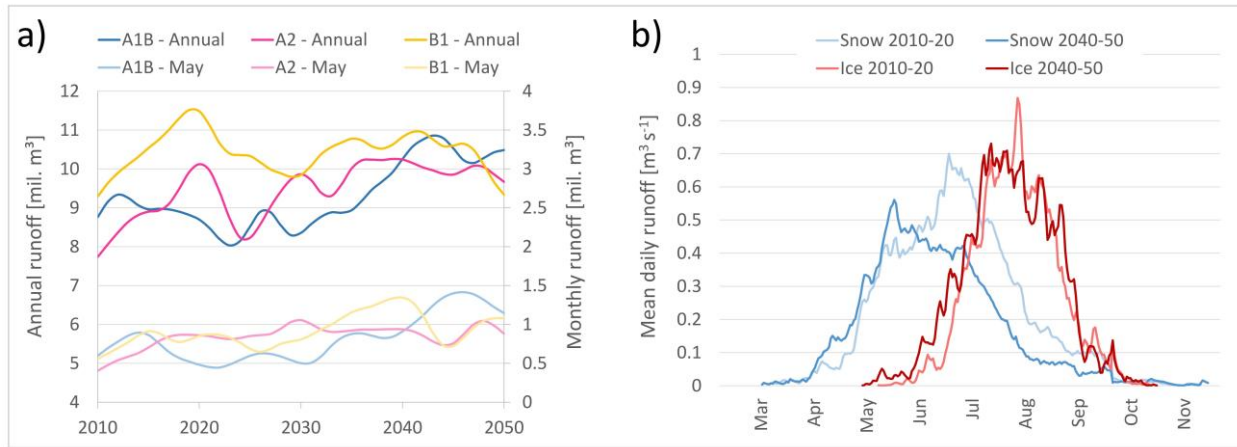 a)
A1B - Annual A2 - Annual B1 - Annual
A1B - May A2 - May B1 - May
Annual runoff [mil. m³]
12
11
10
9
8
7
6
5
4
4
3.5
3
2.5
2
1.5
1
0.5
0
Monthly runoff [mil. m³]
2010 2020 2030 2040 2050
b)
Snow 2010-20 Snow 2040-50
Ice 2010-20 Ice 2040-50
Mean daily runoff [m³ s⁻¹]
1
0.9
0.8
0.7
0.6
0.5
0.4
0.3
0.2
0.1
0
Mar Apr May Jun Jul Aug Sep Oct Nov